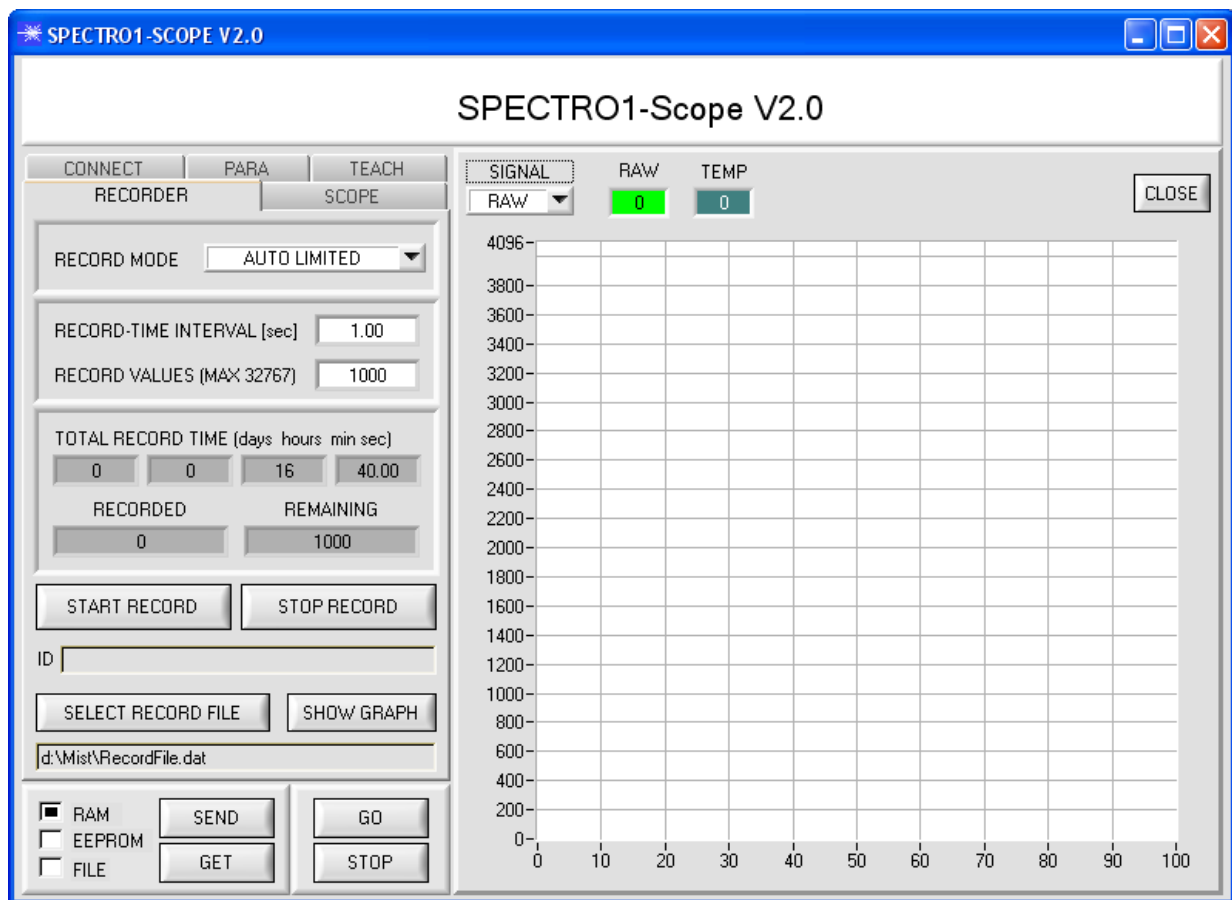 SPECTRO1-SCOPE V2.0
SPECTRO1-Scope V2.0
CONNECT PARA TEACH
RECORDER SCOPE
RECORD MODE AUTO LIMITED
RECORD-TIME INTERVAL [sec] 1.00
RECORD VALUES (MAX 32767) 1000
TOTAL RECORD TIME (days hours min sec)
0 0 16 40.00
RECORDED REMAINING
0 1000
START RECORD STOP RECORD
ID
SELECT RECORD FILE SHOW GRAPH
d:\Mist\RecordFile.dat
RAM
EEPROM
FILE
SEND
GET
GO
STOP
SIGNAL RAW TEMP
RAW 0 0
CLOSE
4096
3800
3600
3400
3200
3000
2800
2600
2400
2200
2000
1800
1600
1400
1200
1000
800
600
400
200
0
0 10 20 30 40 50 60 70 80 90 100